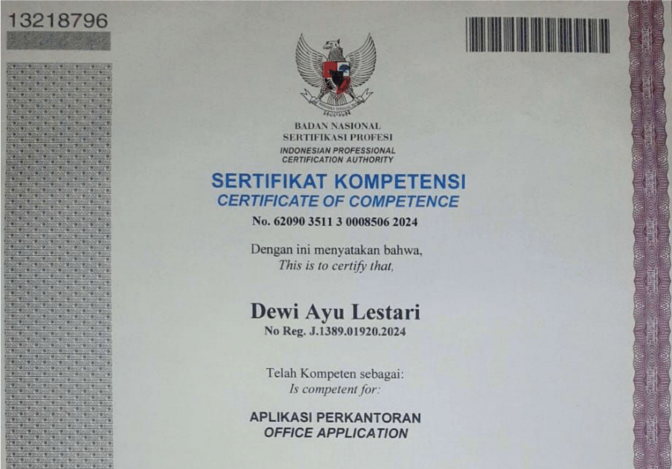 13218796
BADAN NASIONAL
SERTIFIKASI PROFESI
INDONESIAN PROFESSIONAL
CERTIFICATION AUTHORITY
SERTIFIKAT KOMPETENSI
CERTIFICATE OF COMPETENCE
No. 62090 3511 3 0008506 2024
Dengan ini menyatakan bahwa,
This is to certify that,
Dewi Ayu Lestari
No Reg. J.1389.01920.2024
Telah Kompeten sebagai:
Is competent for:
APLIKASI PERKANTORAN
OFFICE APPLICATION